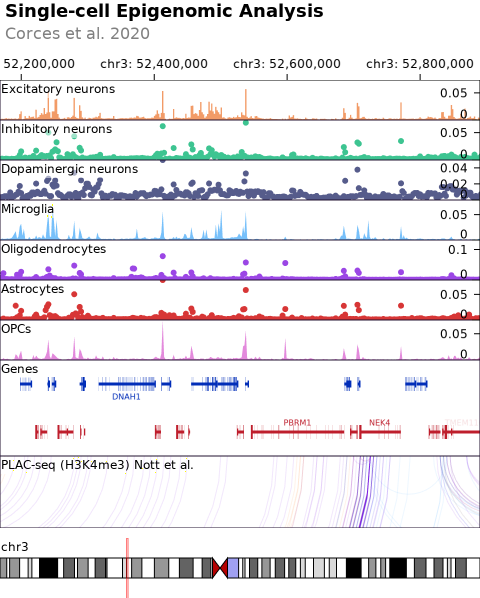 Single-cell Epigenomic Analysis
Corces et al. 2020
52,200,000 chr3: 52,400,000 chr3: 52,600,000 chr3: 52,800,000
Excitatory neurons 0.05
0
Inhibitory neurons 0.05
0
Dopaminergic neurons 0.04
0.02
0
Microglia 0.05
0
Oligodendrocytes 0.1
0
Astrocytes 0.05
0
OPCs 0.05
0
Genes
DNAH1
PBRM1 NEK4
PLAC-seq (H3K4me3) Nott et al.
chr3